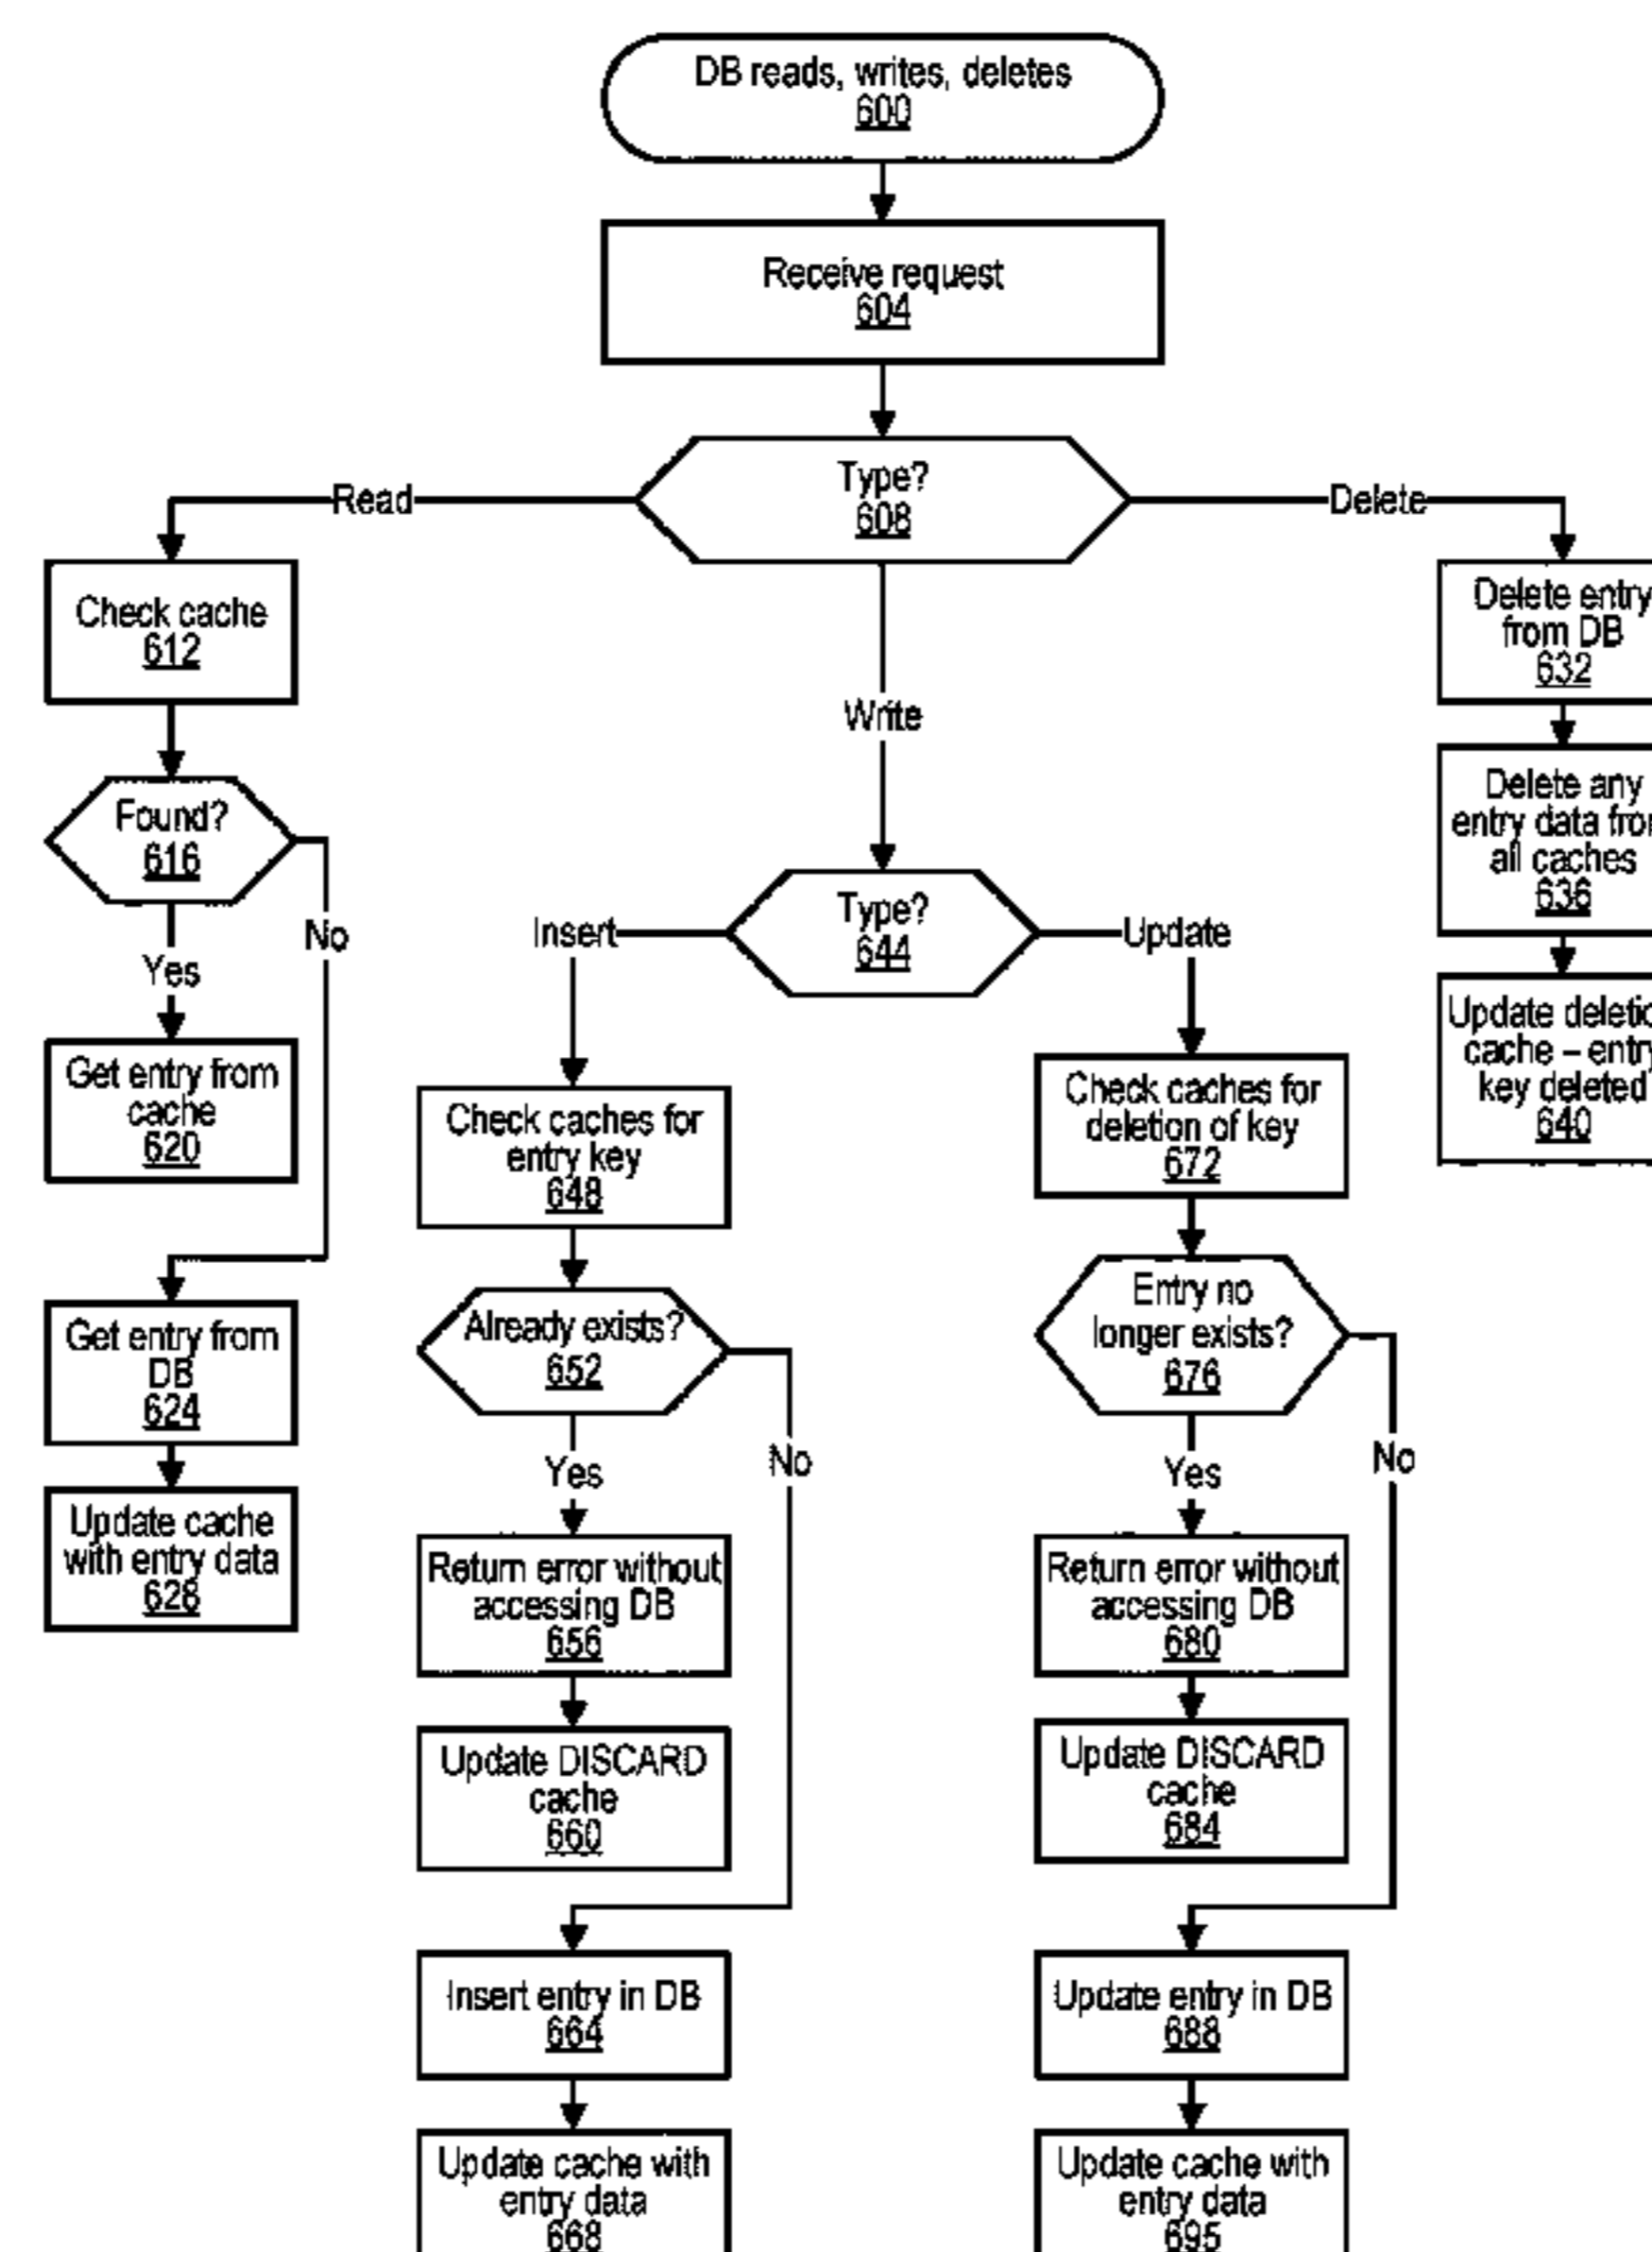 DB reads, writes, deletes
600
Receive request
604
Type?
608
Read
Write
Delete
Check cache
612
Found?
616
No
Yes
Get entry from
cache
620
Get entry from
DB
624
Update cache
with entry data
628
Type?
644
Insert
Update
Check caches for
entry key
648
Already exists?
652
Yes
No
Return error without
accessing DB
656
Update DISCARD
cache
660
Insert entry in DB
664
Update cache with
entry data
668
Check caches for
deletion of key
672
Entry no
longer exists?
676
Yes
No
Return error without
accessing DB
680
Update DISCARD
cache
684
Update entry in DB
688
Update cache with
entry data
695
Delete entry
from DB
632
Delete any
entry data from
all caches
636
Update deletio
cache – entry
key deleted
640